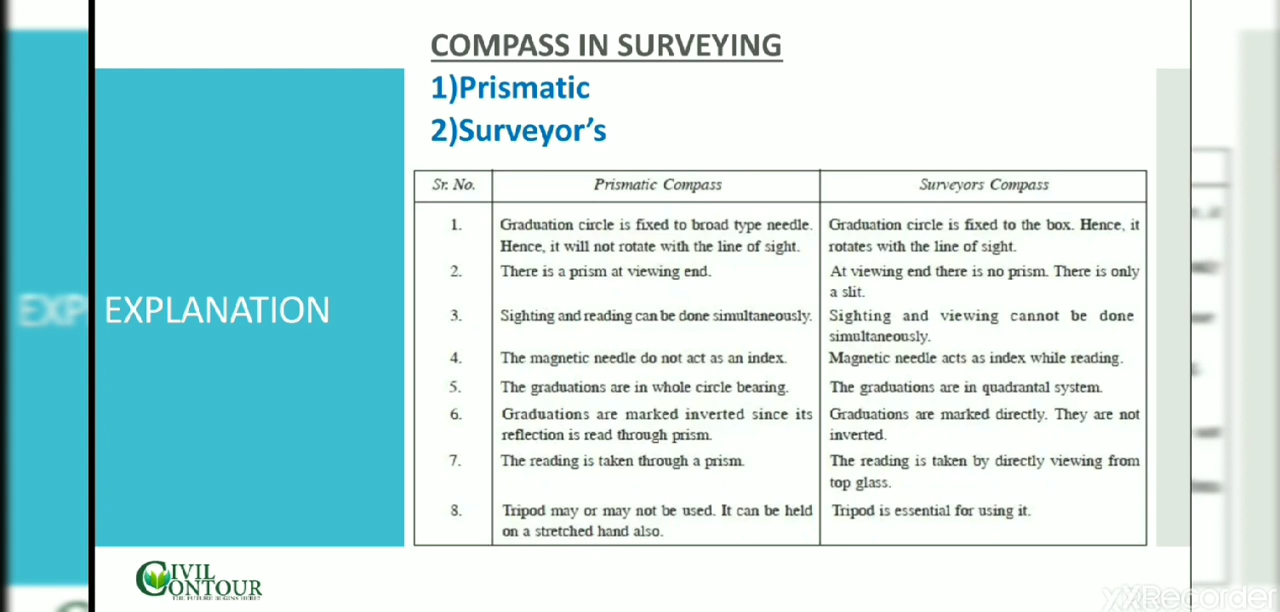 COMPASS IN SURVEYING
1)Prismatic
2)Surveyor's
EXPLANATION
Sr. No. Prismatic Compass Surveyors Compass
1. Graduation circle is fixed to broad type needle. Graduation circle is fixed to the box. Hence, it
Hence, it will not rotate with the line of sight. rotates with the line of sight.
2. There is a prism at viewing end. At viewing end there is no prism. There is only
a slit.
3. Sighting and reading can be done simultaneously. Sighting and viewing cannot be done
simultaneously.
4. The magnetic needle do not act as an index. Magnetic needle acts as index while reading.
5. The graduations are in whole circle bearing. The graduations are in quadrantal system.
6. Graduations are marked inverted since its Graduations are marked directly. They are not
reflection is read through prism. inverted.
7. The reading is taken through a prism. The reading is taken by directly viewing from
top glass.
8. Tripod may or may not be used. It can be held Tripod is essential for using it.
on a stretched hand also.
CIVIL
CONTOUR
THE FUTURE BEGINS HERE!!
XXRecorder